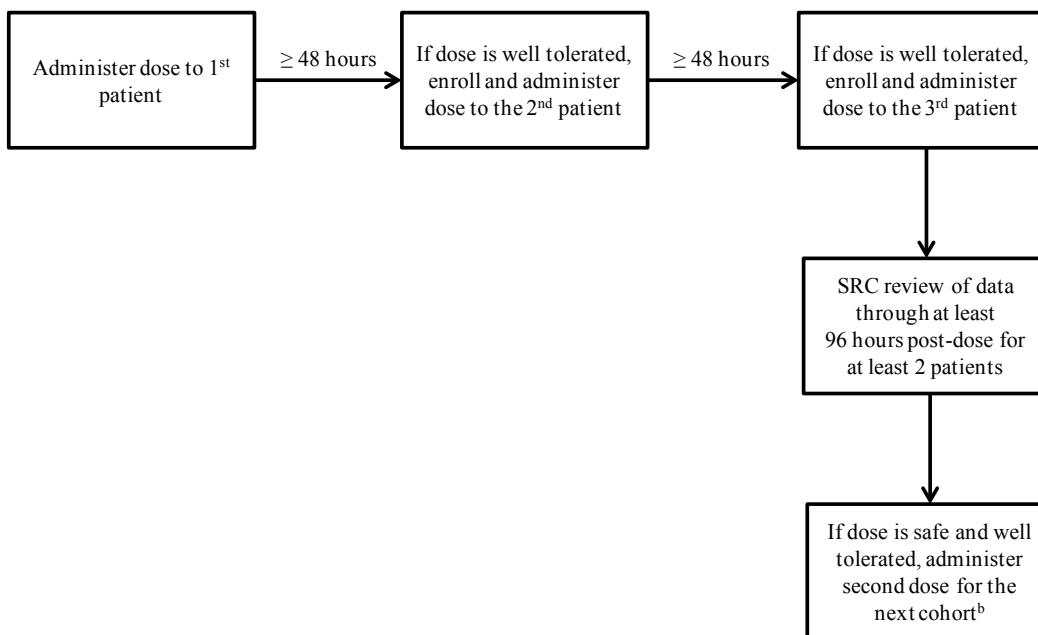 Administer dose to 1st
patient
≥ 48 hours
If dose is well tolerated,
enroll and administer
dose to the 2nd patient
≥ 48 hours
If dose is well tolerated,
enroll and administer
dose to the 3rd patient
SRC review of data
through at least
96 hours post-dose for
at least 2 patients
If dose is safe and well
tolerated, administer
second dose for the
next cohortb